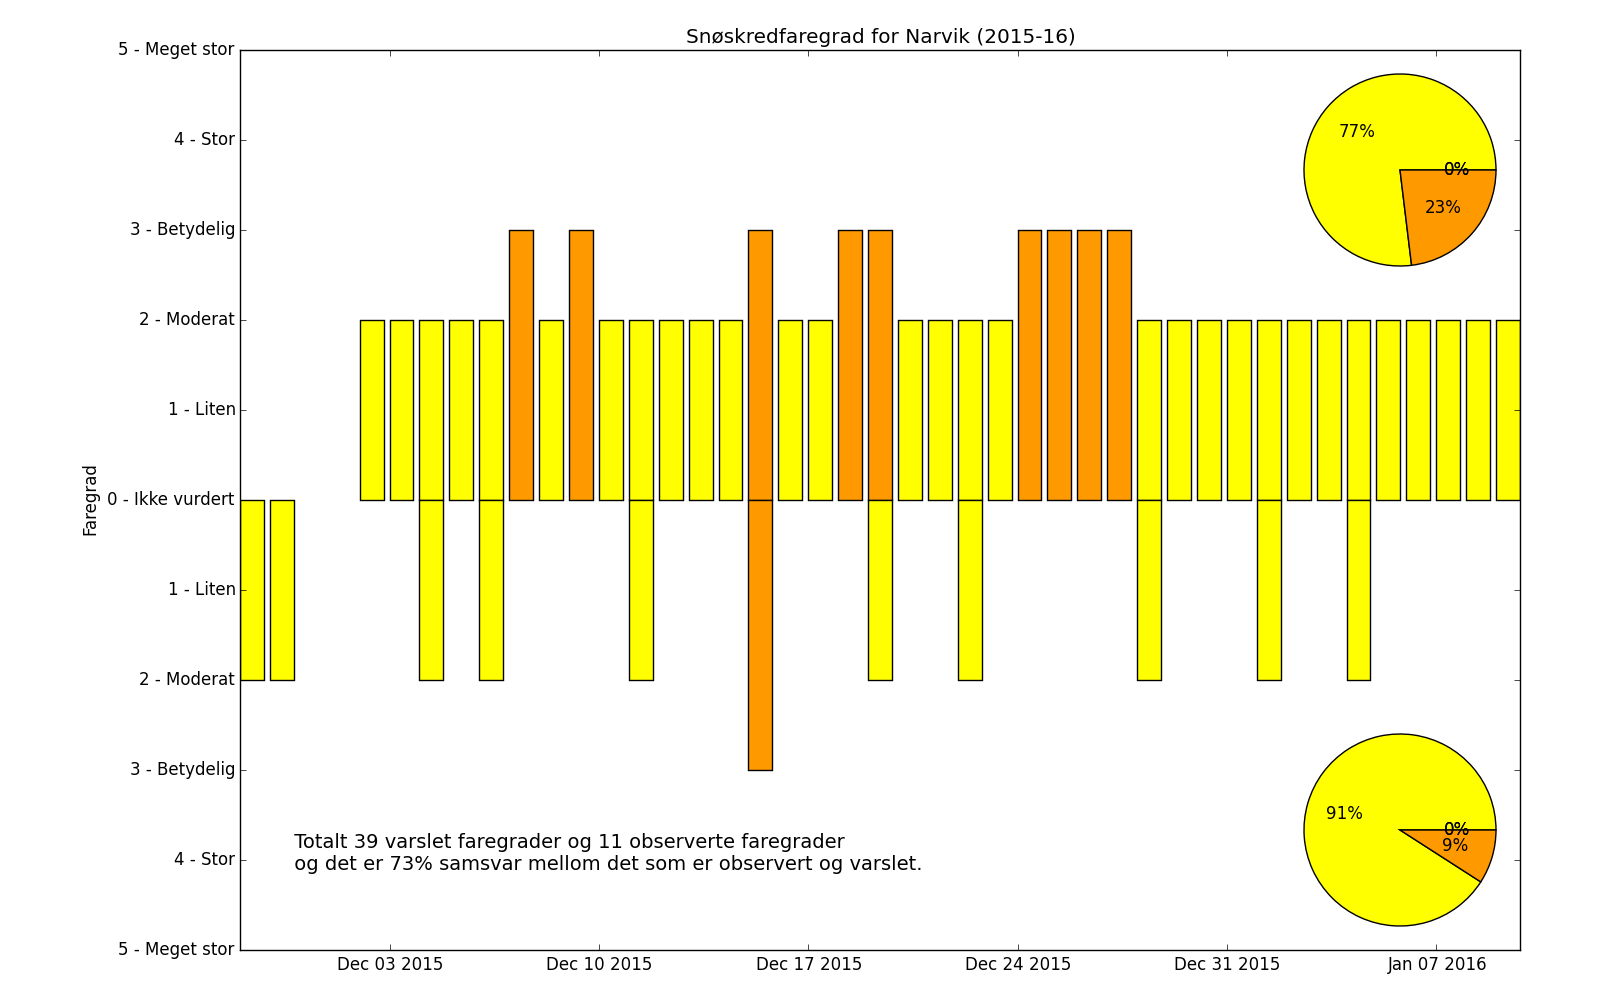 Snøskredfaregrad for Narvik (2015-16)
5 - Meget stor
4 - Stor
3 - Betydelig
2 - Moderat
1 - Liten
0 - Ikke vurdert
1 - Liten
2 - Moderat
3 - Betydelig
4 - Stor
5 - Meget stor
Faregrad
77%
0%
23%
91%
0%
9%
Totalt 39 varslet faregrader og 11 observerte faregrader
og det er 73% samsvar mellom det som er observert og varslet.
Dec 03 2015
Dec 10 2015
Dec 17 2015
Dec 24 2015
Dec 31 2015
Jan 07 2016